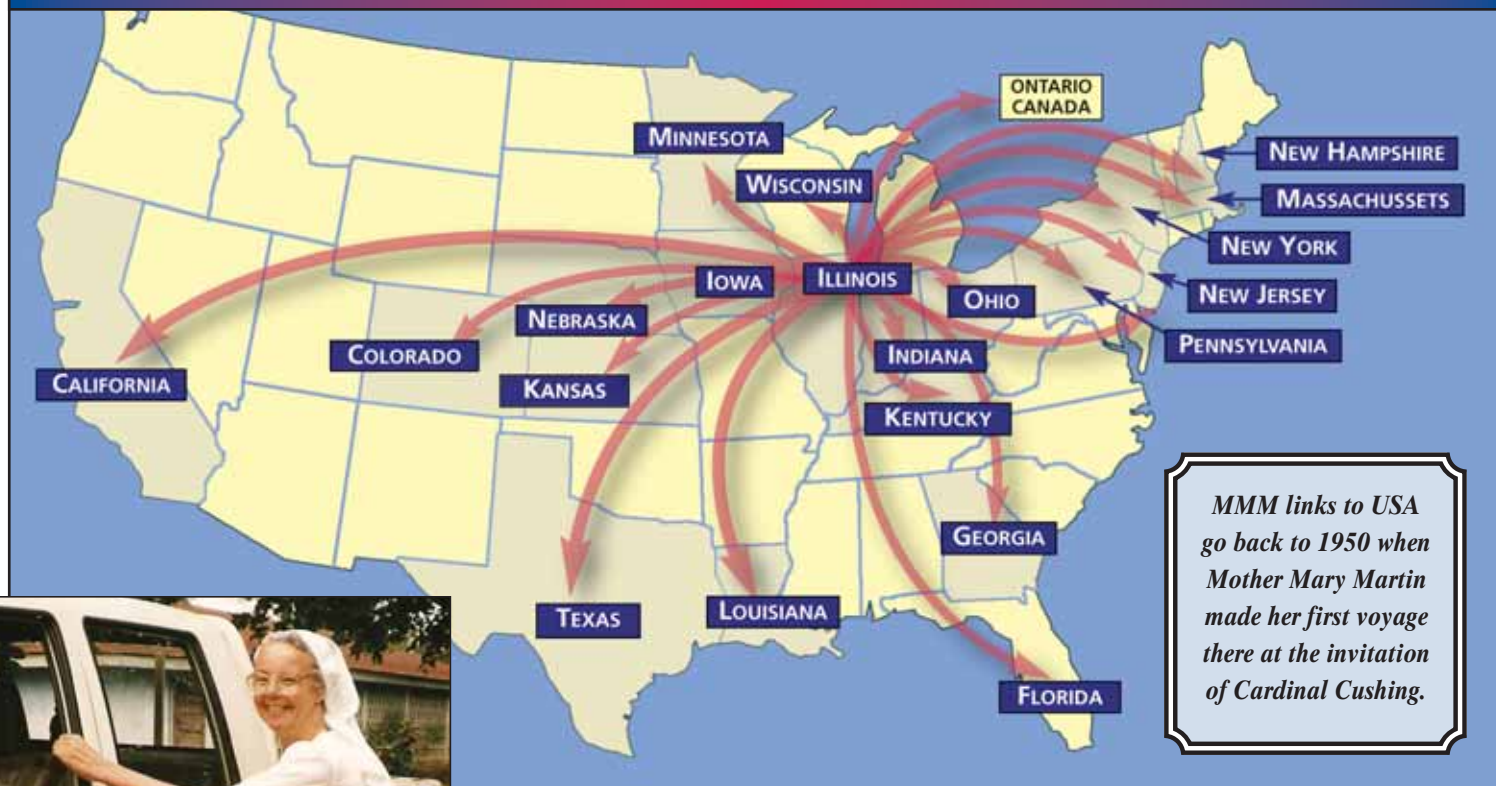 ONTARIO
CANADA
MINNESOTA
WISCONSIN
NEW HAMPSHIRE
MASSACHUSSETS
NEW YORK
IOWA
ILLINOIS
OHIO
NEW JERSEY
NEBRASKA
PENNSYLVANIA
COLORADO
INDIANA
CALIFORNIA
KANSAS
KENTUCKY
GEORGIA
TEXAS
LOUISIANA
FLORIDA
MMM links to USA
go back to 1950 when
Mother Mary Martin
made her first voyage
there at the invitation
of Cardinal Cushing.